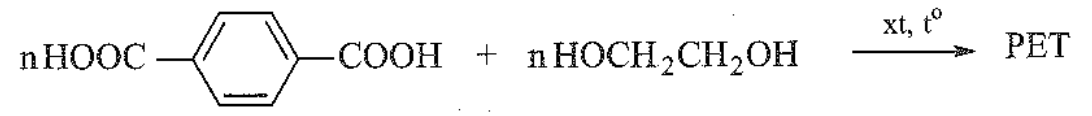 nHOOC COOH + nHOCH₂CH₂OH xt, t° PET